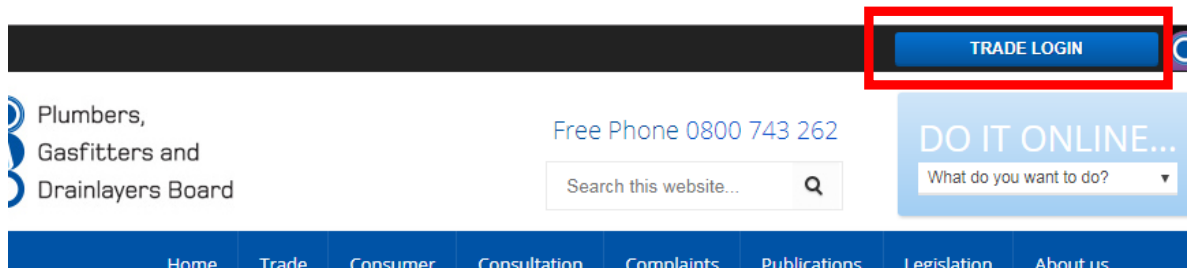 TRADE LOGIN
Plumbers,
Gasfitters and
Drainlayers Board
Free Phone 0800 743 262
Search this website...
DO IT ONLINE...
What do you want to do?
Home Trade Consumer Consultation Complaints Publications Legislation About us